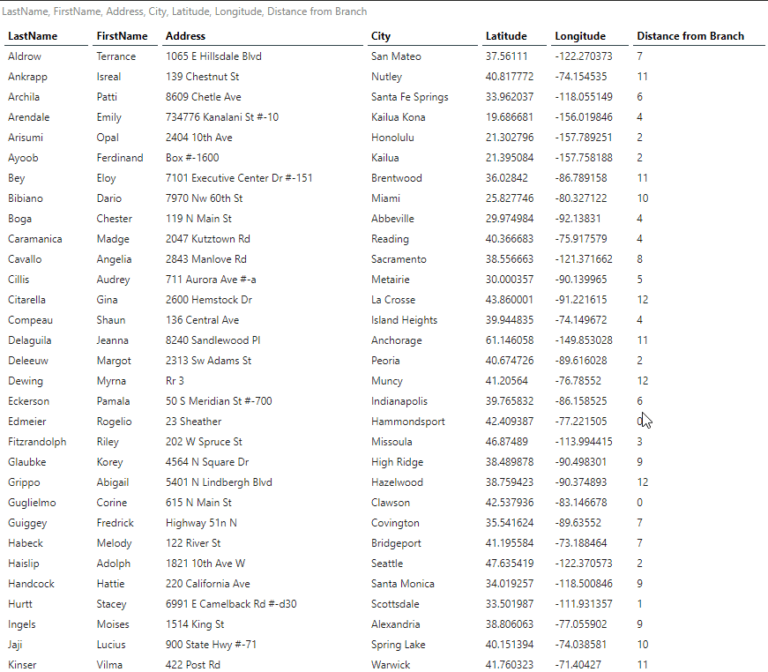 LastName, FirstName, Address, City, Latitude, Longitude, Distance from Branch
LastName FirstName Address City Latitude Longitude Distance from Branch
Aldrow Terrance 1065 E Hillsdale Blvd San Mateo 37.56111 -122.270373 7
Ankrapp Isreal 139 Chestnut St Nutley 40.817772 -74.154535 11
Archila Patti 8609 Chetle Ave Santa Fe Springs 33.962037 -118.055149 6
Arendale Emily 734776 Kanalani St #-10 Kailua Kona 19.686681 -156.019846 4
Arisumi Opal 2404 10th Ave Honolulu 21.302796 -157.789251 2
Ayoob Ferdinand Box #-1600 Kailua 21.395084 -157.758188 2
Bey Eloy 7101 Executive Center Dr #-151 Brentwood 36.02842 -86.789158 11
Bibiano Dario 7970 Nw 60th St Miami 25.827746 -80.327122 10
Boga Chester 119 N Main St Abbeville 29.974984 -92.13831 4
Caramanica Madge 2047 Kutztown Rd Reading 40.366683 -75.917579 4
Cavallo Angelia 2843 Manlove Rd Sacramento 38.556663 -121.371662 8
Cillis Audrey 711 Aurora Ave #-a Metairie 30.000357 -90.139965 5
Citarella Gina 2600 Hemstock Dr La Crosse 43.860001 -91.221615 12
Compeau Shaun 136 Central Ave Island Heights 39.944835 -74.149672 4
Delaguila Jeanna 8240 Sandlewood Pl Anchorage 61.146058 -149.853028 11
Deleeuw Margot 2313 Sw Adams St Peoria 40.674726 -89.616028 2
Dewing Myrna Rr 3 Muncy 41.20564 -76.78552 12
Eckerson Pamala 50 S Meridian St #-700 Indianapolis 39.765832 -86.158525 6
Edmeier Rogelio 23 Sheather Hammondsport 42.409387 -77.221505 0
Fitzrandolph Riley 202 W Spruce St Missoula 46.87489 -113.994415 3
Glaubke Korey 4564 N Square Dr High Ridge 38.489878 -90.498301 9
Grippo Abigail 5401 N Lindbergh Blvd Hazelwood 38.759423 -90.374893 12
Guglielmo Corine 615 N Main St Clawson 42.537936 -83.146678 0
Guiggey Fredrick Highway 51n N Covington 35.541624 -89.63552 7
Habeck Melody 122 River St Bridgeport 41.195584 -73.188464 7
Haislip Adolph 1821 10th Ave W Seattle 47.635419 -122.370573 2
Handcock Hattie 220 California Ave Santa Monica 34.019257 -118.500846 9
Hurtt Stacey 6991 E Camelback Rd #-d30 Scottsdale 33.501987 -111.931357 1
Ingels Moises 1514 King St Alexandria 38.806063 -77.055902 9
Jaji Lucius 900 State Hwy #-71 Spring Lake 40.151394 -74.038581 10
Kinser Vilma 422 Post Rd Warwick 41.760323 -71.40427 11